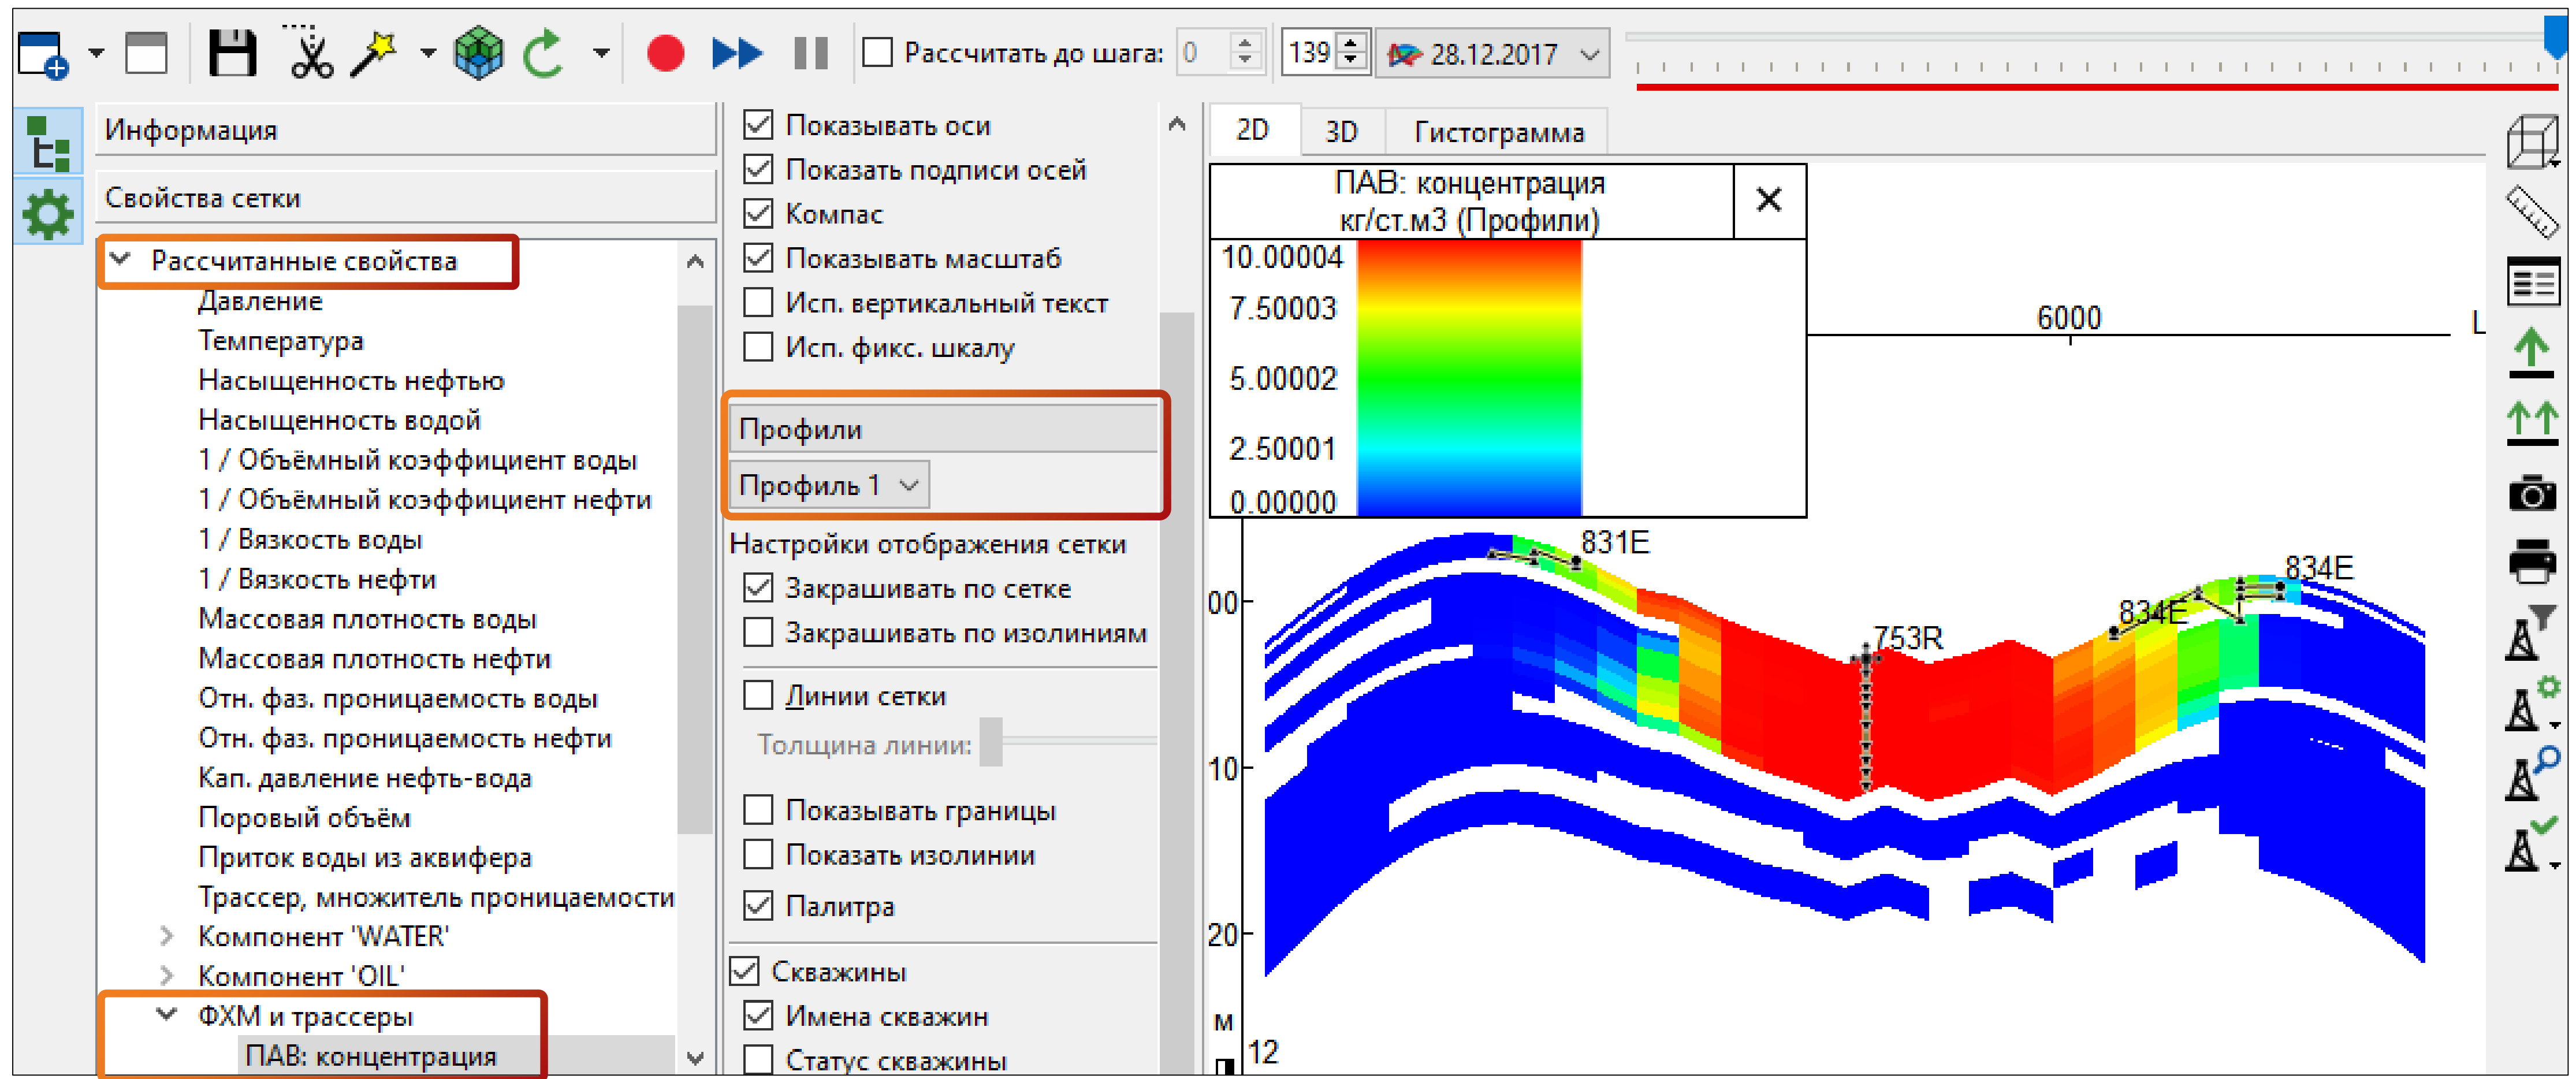 Рассчитать до шага: 0 139 28.12.2017
Информация
Свойства сетки
Рассчитанные свойства
Давление
Температура
Насыщенность нефтью
Насыщенность водой
1 / Объёмный коэффициент воды
1 / Объёмный коэффициент нефти
1 / Вязкость воды
1 / Вязкость нефти
Массовая плотность воды
Массовая плотность нефти
Отн. фаз. проницаемость воды
Отн. фаз. проницаемость нефти
Кап. давление нефть-вода
Поровый объём
Приток воды из аквифера
Трассер, множитель проницаемости
Компонент 'WATER'
Компонент 'OIL'
ФХМ и трассеры
ПАВ: концентрация
Показывать оси
Показать подписи осей
Компас
Показывать масштаб
Исп. вертикальный текст
Исп. фикс. шкалу
Профили
Профиль 1
Настройки отображения сетки
Закрашивать по сетке
Закрашивать по изолиниям
Линии сетки
Толщина линии:
Показывать границы
Показать изолинии
Палитра
Скважины
Имена скважин
Статус скважины
2D 3D Гистограмма
ПАВ: концентрация
кг/ст.м3 (Профили)
10.00004
7.50003
5.00002
2.50001
0.00000
6000 L
831E
834E
834E
753R
00
10
20
м
12